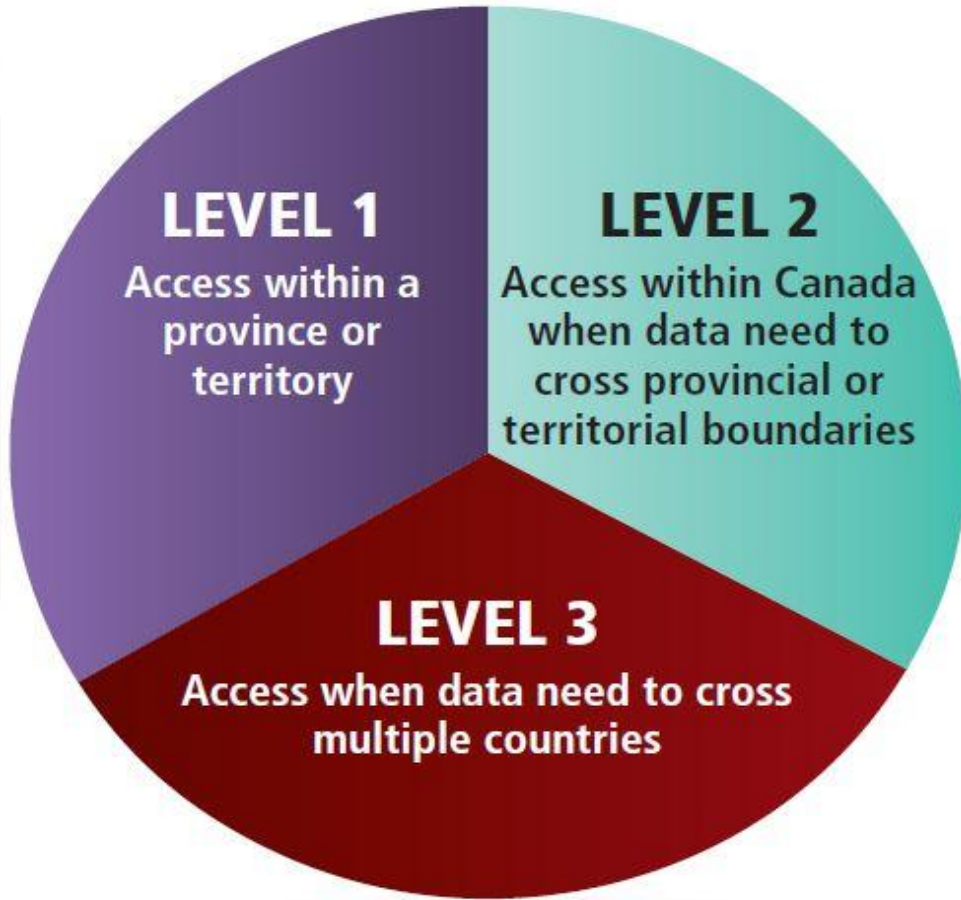 LEVEL 1
Access within a
province or
territory
LEVEL 2
Access within Canada
when data need to
cross provincial or
territorial boundaries
LEVEL 3
Access when data need to cross
multiple countries